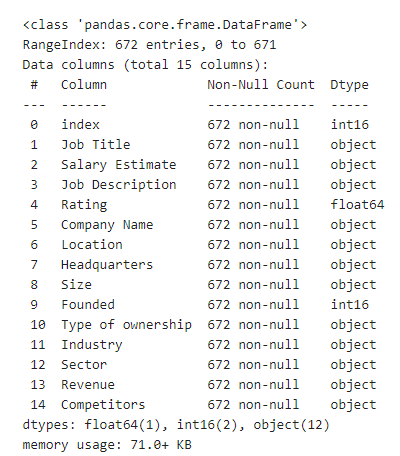 <class 'pandas.core.frame.DataFrame'>
RangeIndex: 672 entries, 0 to 671
Data columns (total 15 columns):
 #   Column             Non-Null Count  Dtype
---  ------             --------------  -----
 0   index              672 non-null    int16
 1   Job Title          672 non-null    object
 2   Salary Estimate    672 non-null    object
 3   Job Description    672 non-null    object
 4   Rating             672 non-null    float64
 5   Company Name       672 non-null    object
 6   Location           672 non-null    object
 7   Headquarters       672 non-null    object
 8   Size               672 non-null    object
 9   Founded            672 non-null    int16
 10  Type of ownership  672 non-null    object
 11  Industry           672 non-null    object
 12  Sector             672 non-null    object
 13  Revenue            672 non-null    object
 14  Competitors        672 non-null    object
dtypes: float64(1), int16(2), object(12)
memory usage: 71.0+ KB